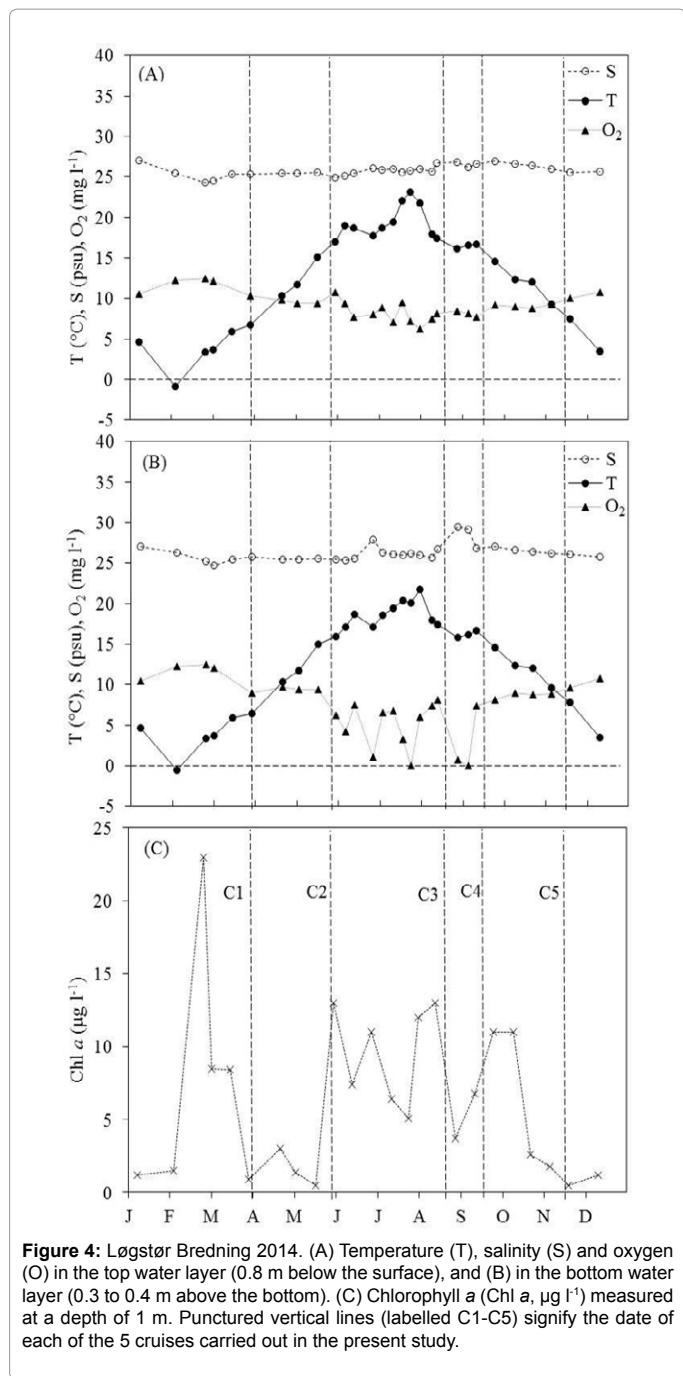 40
35
30
25
20
15
10
5
0
-5
T (°C), S (psu), O₂ (mg l⁻¹)
(A)
S
T
O₂
40
35
30
25
20
15
10
5
0
-5
T (°C), S (psu), O₂ (mg l⁻¹)
(B)
S
T
O₂
25
20
15
10
5
0
Chl a (µg l⁻¹)
(C)
C1 C2 C3 C4 C5
J F M A M J J A S O N D
Figure 4: Løgstør Bredning 2014. (A) Temperature (T), salinity (S) and oxygen
(O) in the top water layer (0.8 m below the surface), and (B) in the bottom water
layer (0.3 to 0.4 m above the bottom). (C) Chlorophyll a (Chl a, µg l⁻¹) measured
at a depth of 1 m. Punctured vertical lines (labelled C1-C5) signify the date of
each of the 5 cruises carried out in the present study.